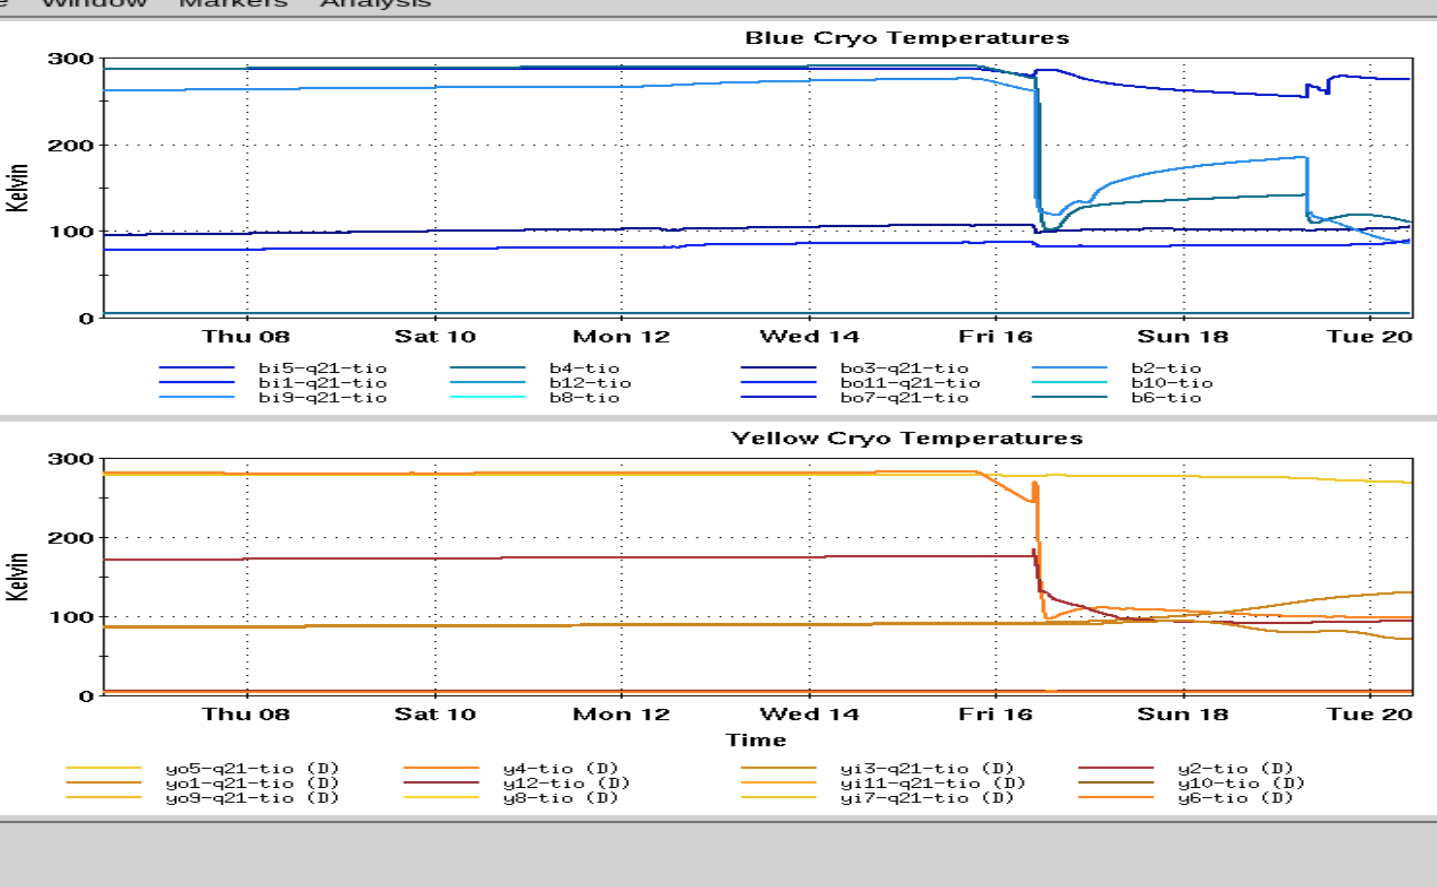 Window Markers Analysis
Blue Cryo Temperatures
300
200
100
0
Kelvin
Thu 08 Sat 10 Mon 12 Wed 14 Fri 16 Sun 18 Tue 20
bi5-q21-tio b4-tio bo3-q21-tio b2-tio
bi1-q21-tio b12-tio bo11-q21-tio b10-tio
bi9-q21-tio b8-tio bo7-q21-tio b6-tio
Yellow Cryo Temperatures
300
200
100
0
Kelvin
Thu 08 Sat 10 Mon 12 Wed 14 Fri 16 Sun 18 Tue 20
Time
yo5-q21-tio (D) y4-tio (D) yi3-q21-tio (D) y2-tio (D)
yo1-q21-tio (D) y12-tio (D) yi11-q21-tio (D) y10-tio (D)
yo9-q21-tio (D) y8-tio (D) yi7-q21-tio (D) y6-tio (D)